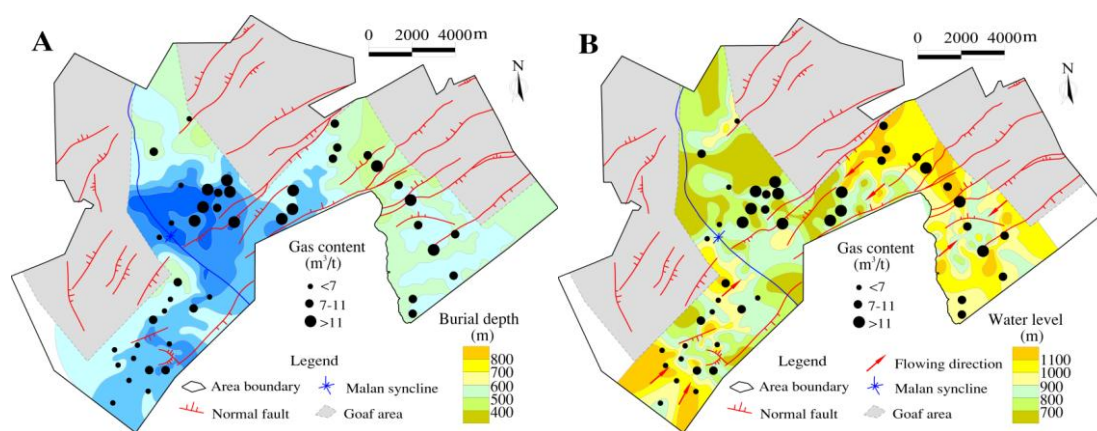 A
0 2000 4000 m
N
Gas content
(m³/t)
<7
7-11
>11
Burial depth
(m)
800
700
600
500
400
Legend
Area boundary
Malan syncline
Normal fault
Goaf area
B
0 2000 4000 m
N
Gas content
(m³/t)
<7
7-11
>11
Water level
(m)
1100
1000
900
800
700
Legend
Flowing direction
Area boundary
Malan syncline
Normal fault
Goaf area